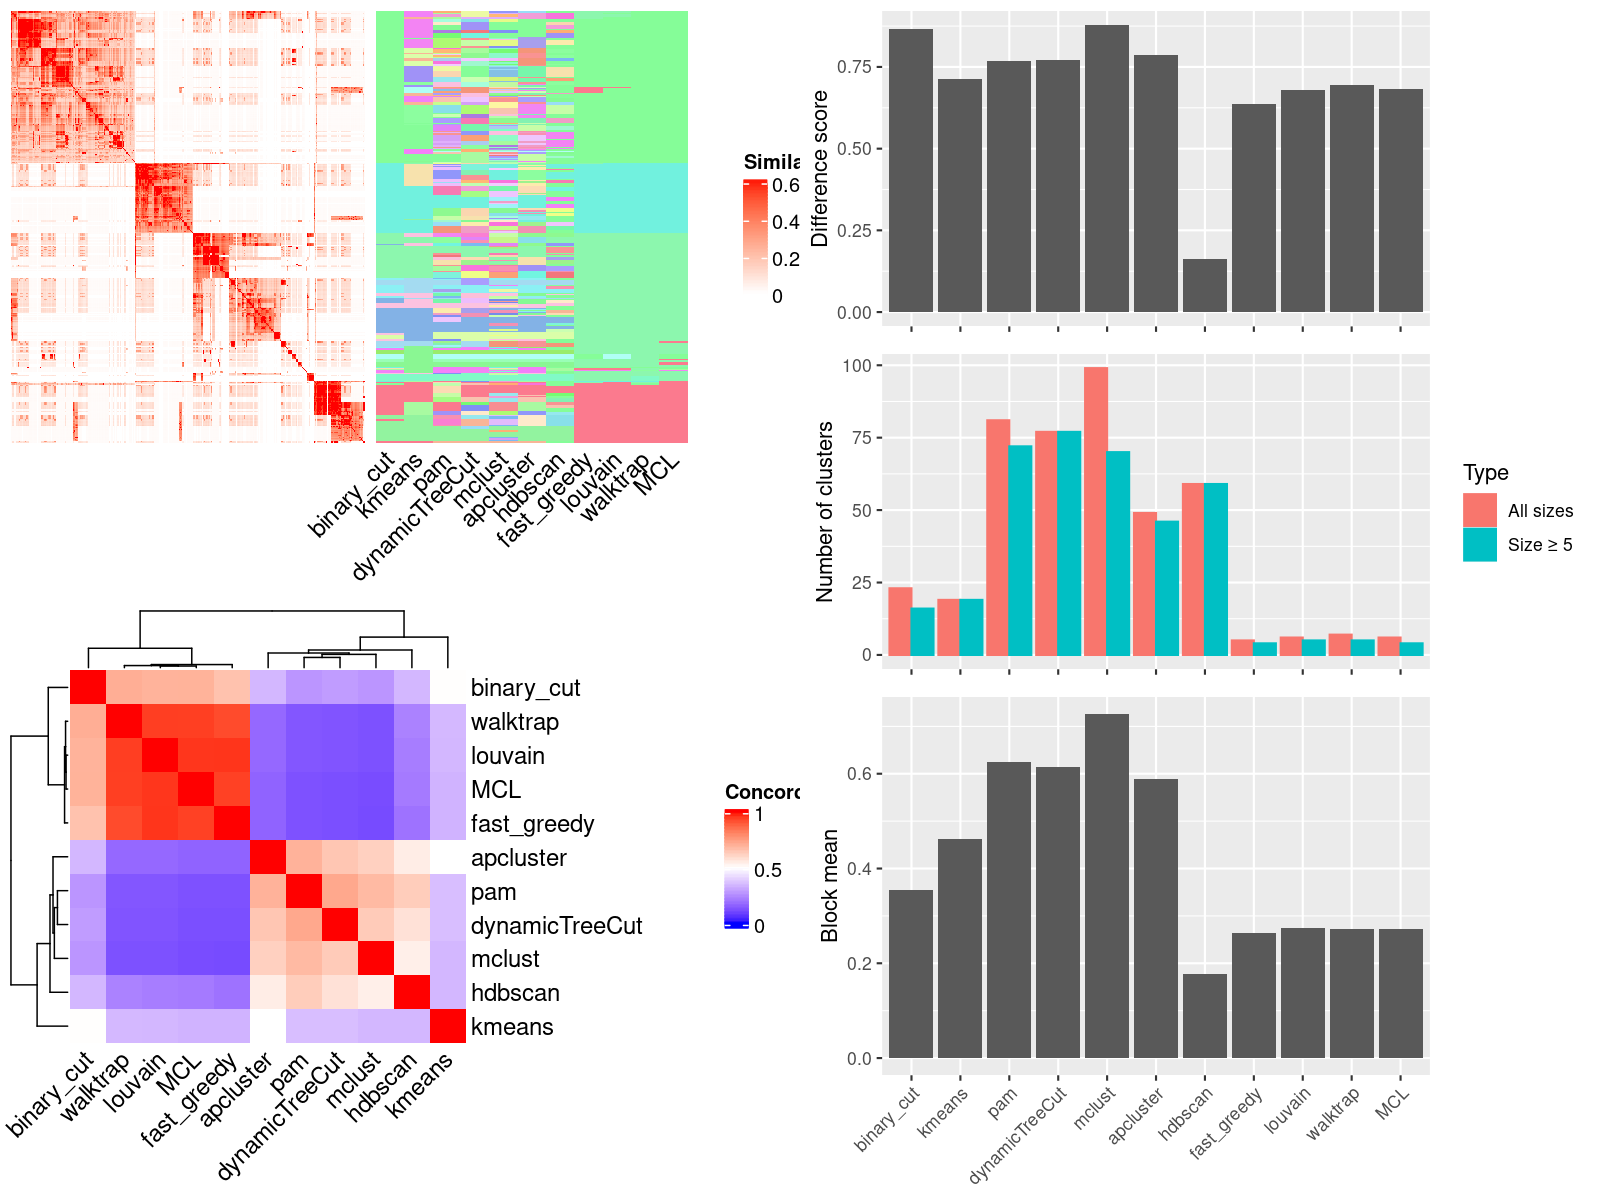 Simila
0.6
0.4
0.2
0
binary_cut
kmeans
pam
dynamicTreeCut
mclust
apcluster
hdbscan
fast_greedy
louvain
walktrap
MCL
binary_cut
walktrap
louvain
MCL
fast_greedy
apcluster
pam
dynamicTreeCut
mclust
hdbscan
kmeans
Concord
1
0.5
0
binary_cut
walktrap
louvain
MCL
fast_greedy
apcluster
pam
dynamicTreeCut
mclust
hdbscan
kmeans
Difference score
0.75
0.50
0.25
0.00
Number of clusters
100
75
50
25
0
Type
All sizes
Size ≥ 5
Block mean
0.6
0.4
0.2
0.0
binary_cut
kmeans
pam
dynamicTreeCut
mclust
apcluster
hdbscan
fast_greedy
louvain
walktrap
MCL